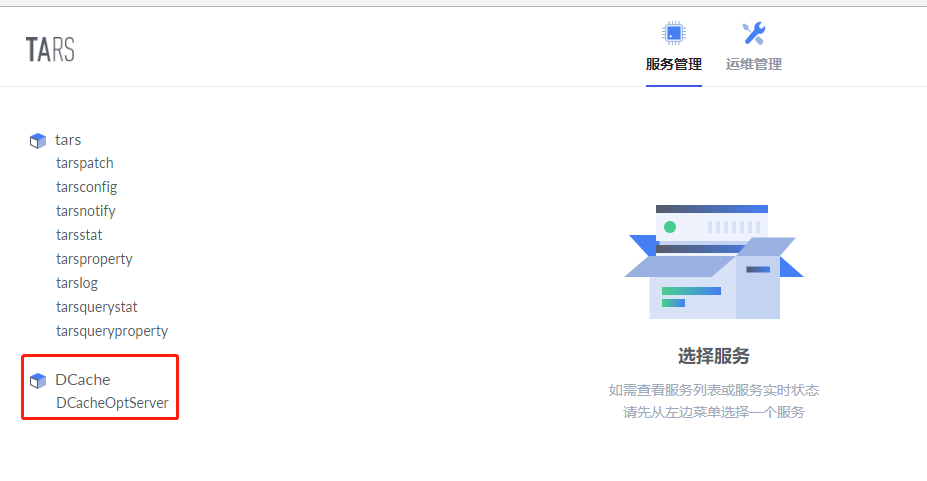 TARS
服务管理
运维管理
tars
tarspatch
tarsconfig
tarsnotify
tarsstat
tarsproperty
tarslog
tarsquerystat
tarsqueryproperty
DCache
DCacheOptServer
选择服务
如需查看服务列表或服务实时状态
请先从左边菜单选择一个服务